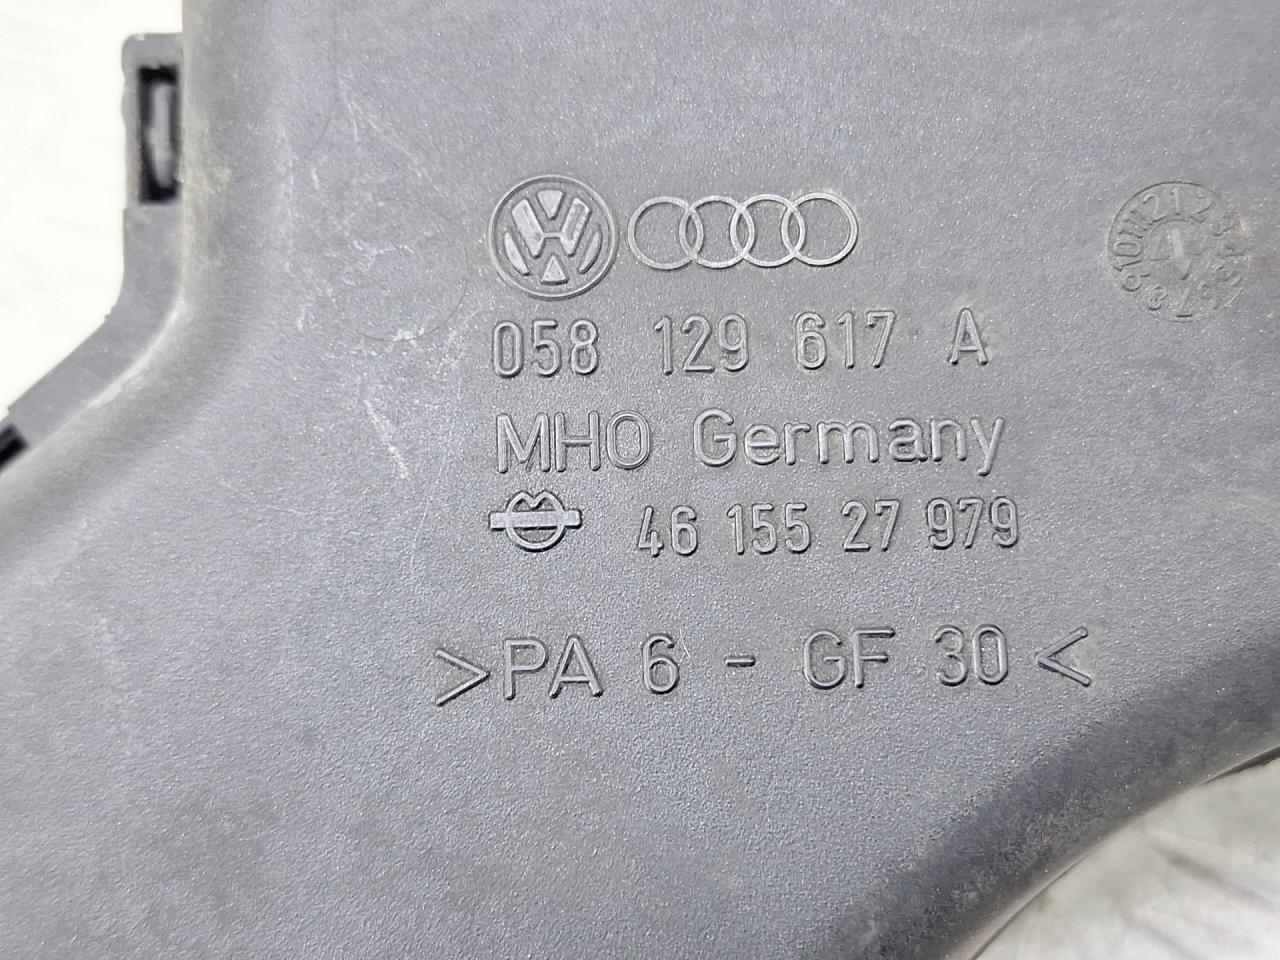 058 129 617 A
MHO Germany
46 155 27 979
>PA 6 - GF 30<